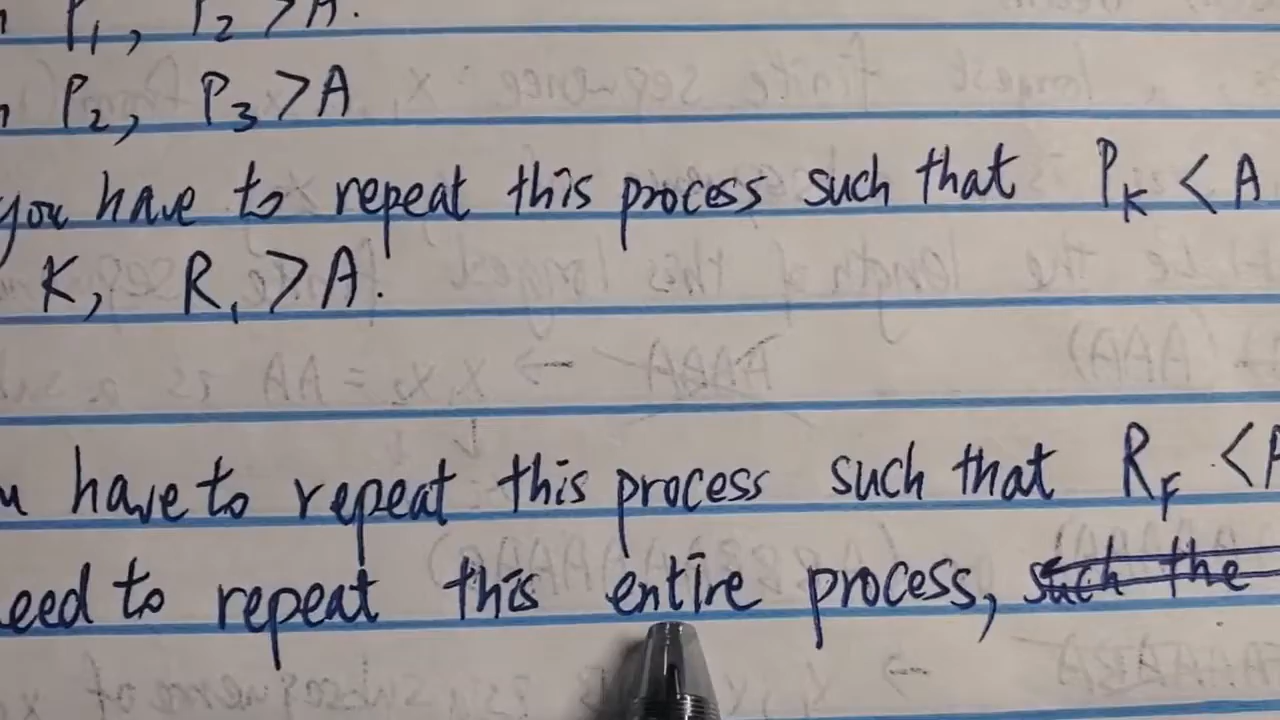 P₁, P₂ > A.
P₂, P₃ > A
you have to repeat this process such that P_K < A
K, R₁ > A.
have to repeat this process such that R_F < A
eed to repeat this entire process, such the